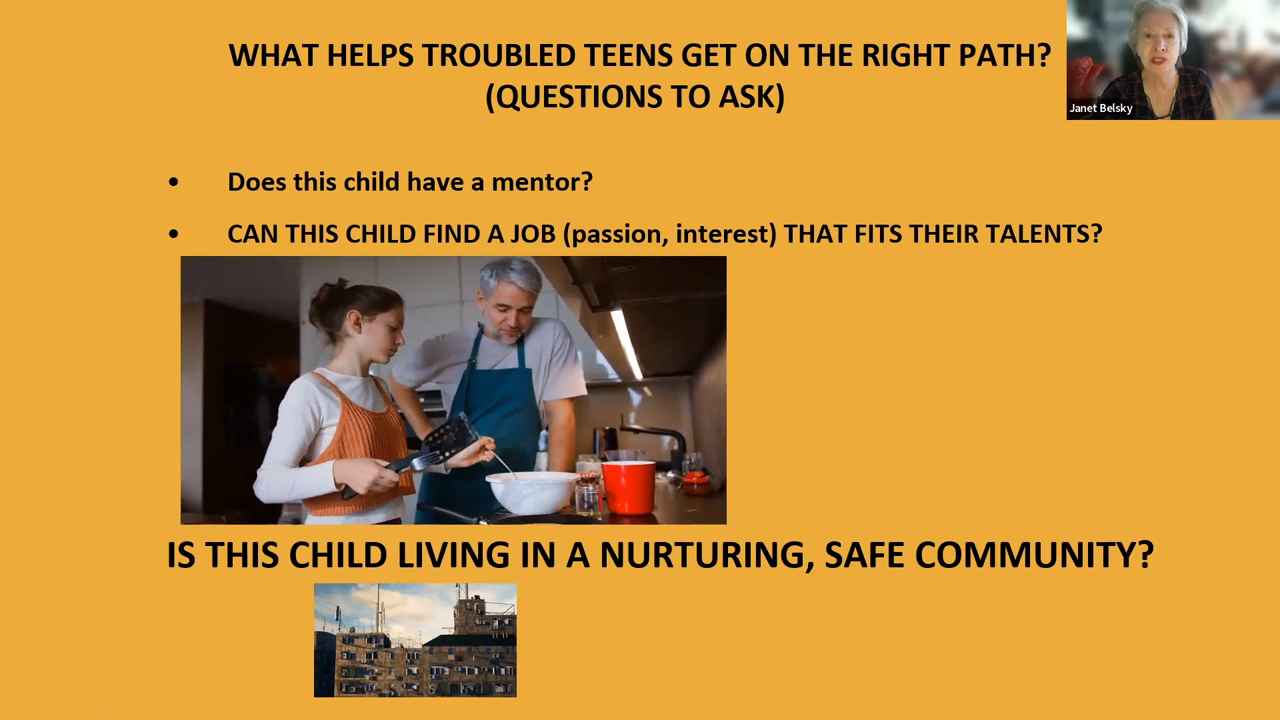 WHAT HELPS TROUBLED TEENS GET ON THE RIGHT PATH?
(QUESTIONS TO ASK)
Janet Belsky
• Does this child have a mentor?
• CAN THIS CHILD FIND A JOB (passion, interest) THAT FITS THEIR TALENTS?
IS THIS CHILD LIVING IN A NURTURING, SAFE COMMUNITY?